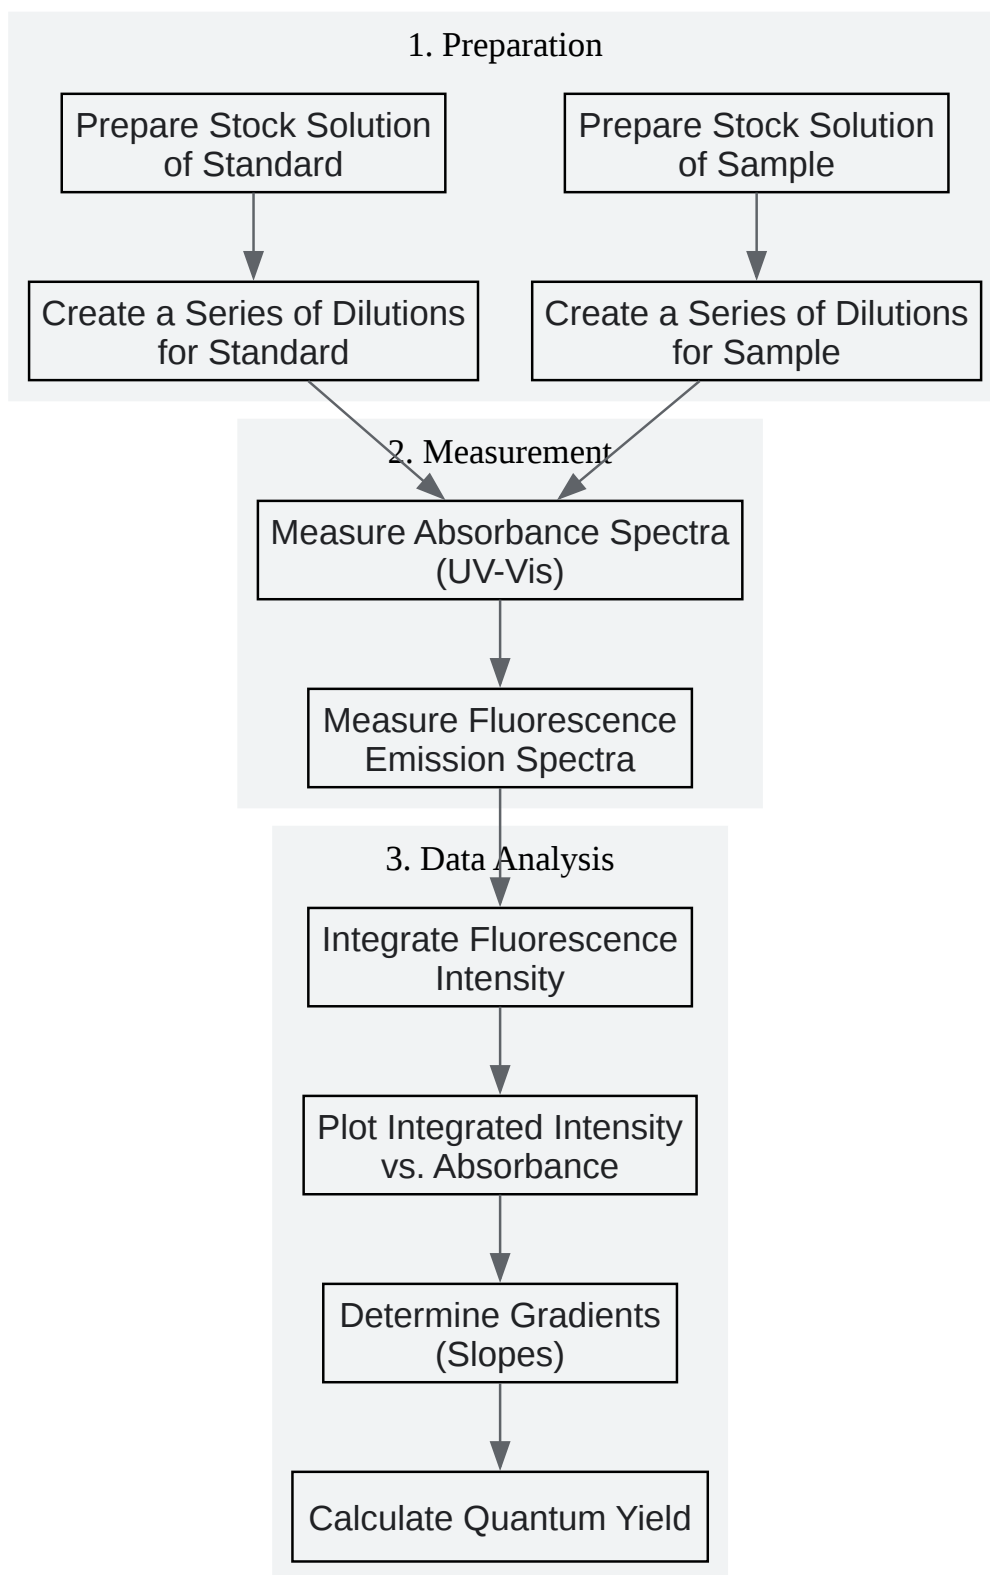 1. Preparation
Prepare Stock Solution
of Standard
Prepare Stock Solution
of Sample
Create a Series of Dilutions
for Standard
Create a Series of Dilutions
for Sample
2. Measurement
Measure Absorbance Spectra
(UV-Vis)
Measure Fluorescence
Emission Spectra
3. Data Analysis
Integrate Fluorescence
Intensity
Plot Integrated Intensity
vs. Absorbance
Determine Gradients
(Slopes)
Calculate Quantum Yield